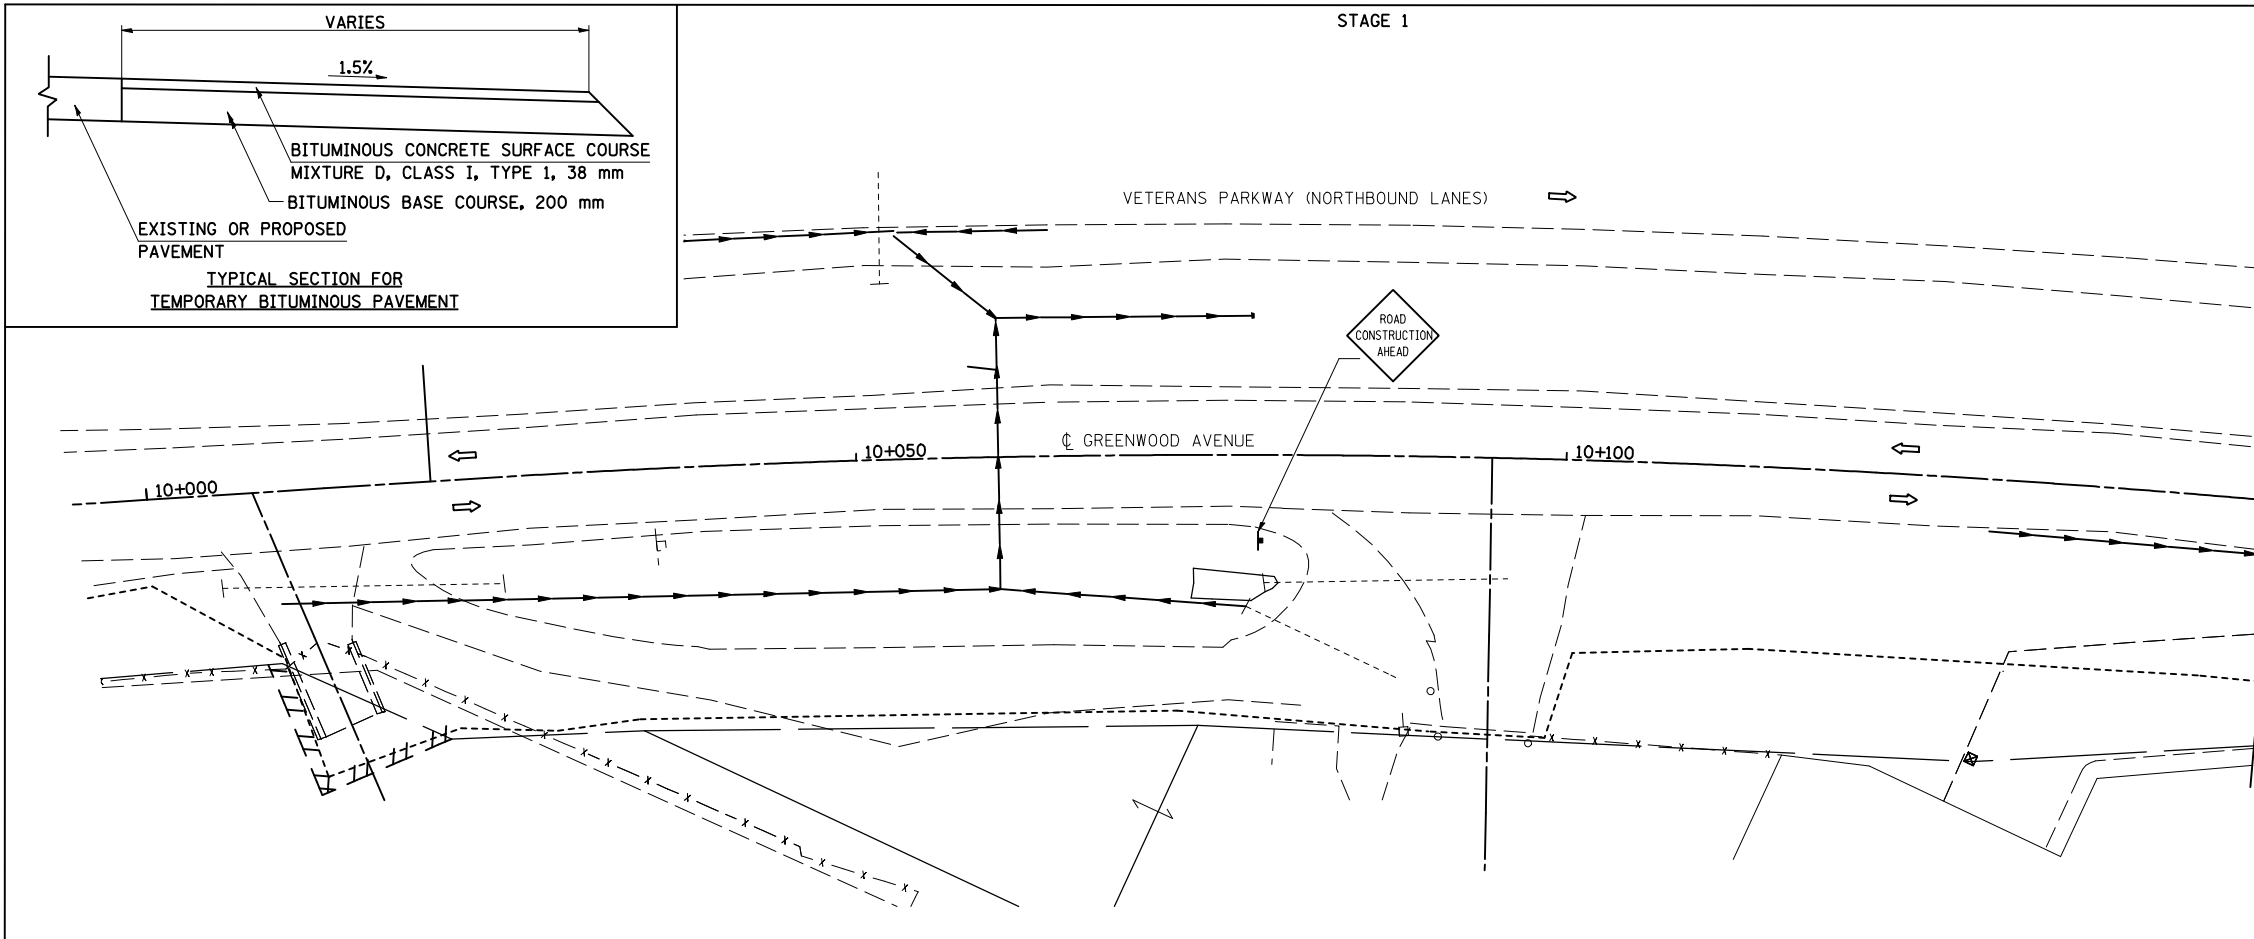 STAGE 1
VARIES
1.5%
BITUMINOUS CONCRETE SURFACE COURSE
MIXTURE D, CLASS I, TYPE 1, 38 mm
BITUMINOUS BASE COURSE, 200 mm
EXISTING OR PROPOSED
PAVEMENT
TYPICAL SECTION FOR
TEMPORARY BITUMINOUS PAVEMENT
VETERANS PARKWAY (NORTHBOUND LANES)
ROAD
CONSTRUCTION
AHEAD
℄ GREENWOOD AVENUE
10+000
10+050
10+100